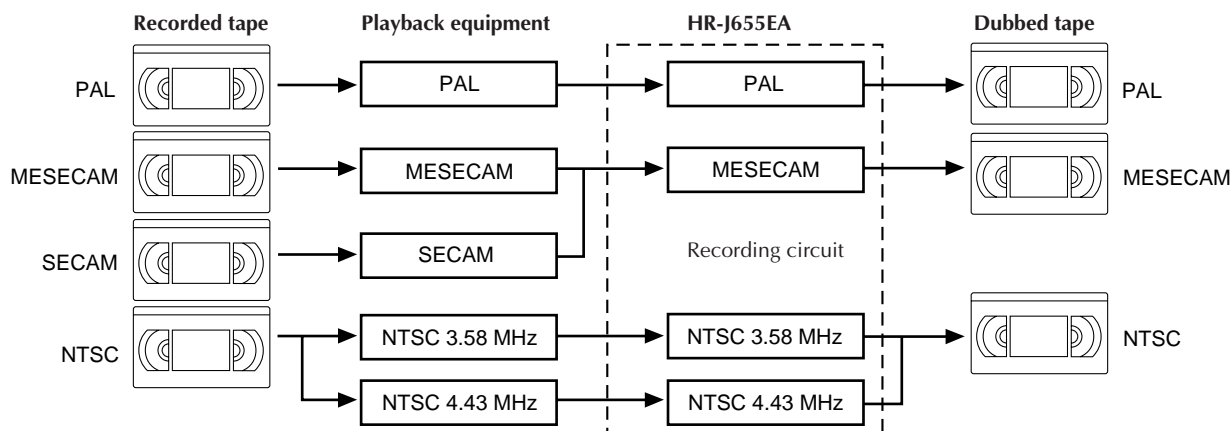 Recorded tape
Playback equipment
HR-J655EA
Dubbed tape
PAL
PAL
PAL
PAL
MESECAM
MESECAM
MESECAM
MESECAM
SECAM
SECAM
Recording circuit
NTSC
NTSC 3.58 MHz
NTSC 3.58 MHz
NTSC
NTSC 4.43 MHz
NTSC 4.43 MHz